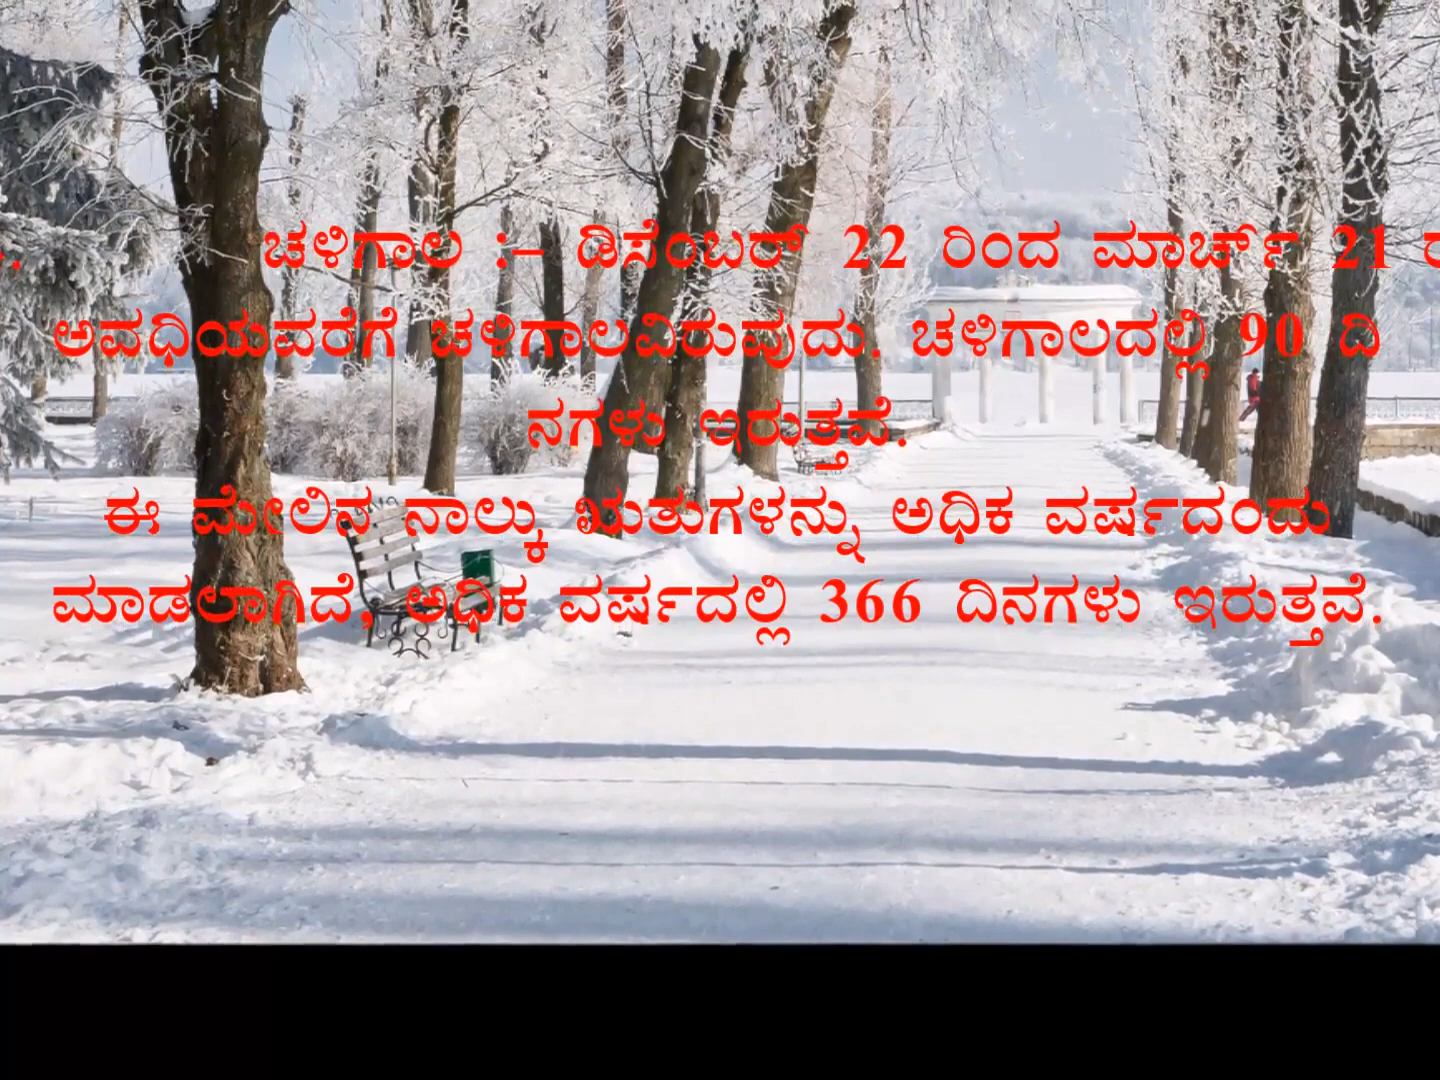 ಚಳಿಗಾಲ :– ಡಿಸೆಂಬರ್ 22 ರಿಂದ ಮಾರ್ಚ್ 21
ಅವಧಿಯವರೆಗೆ ಚಳಿಗಾಲವಿರುವುದು. ಚಳಿಗಾಲದಲ್ಲಿ 90 ದಿ
ನಗಳು ಇರುತ್ತವೆ.
ಈ ಮೇಲಿನ ನಾಲ್ಕು ಋತುಗಳನ್ನು ಅಧಿಕ ವರ್ಷದಂದು
ಮಾಡಲಾಗಿದೆ, ಅಧಿಕ ವರ್ಷದಲ್ಲಿ 366 ದಿನಗಳು ಇರುತ್ತವೆ.